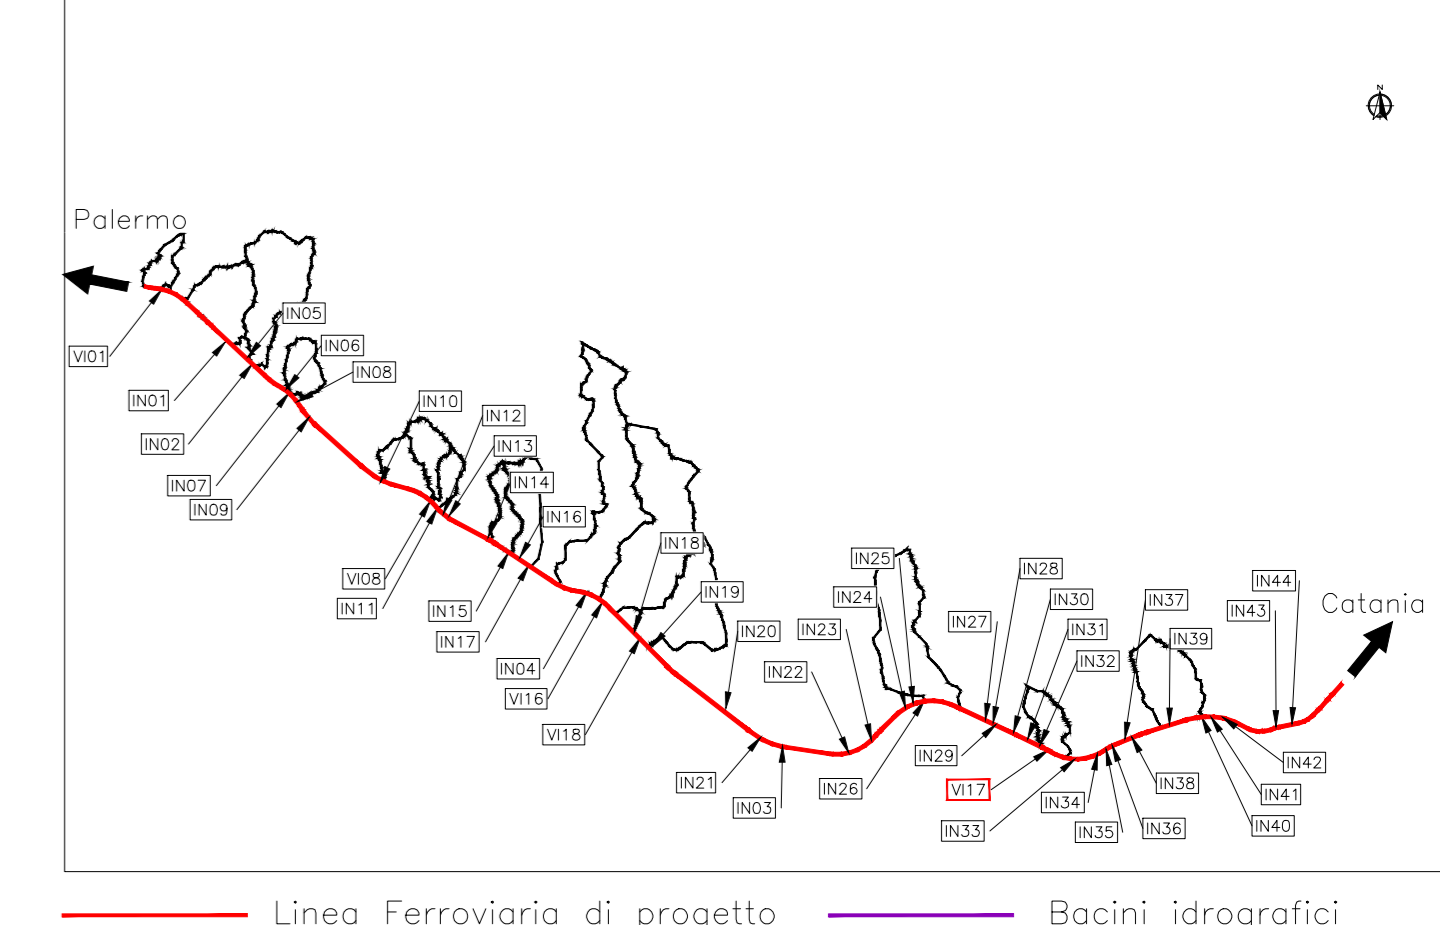 N
Palermo
IN05
IN06
VI01
IN08
IN01
IN10
IN12
IN02
IN13
IN14
IN07
IN09
IN16
IN18
IN25
IN28
VI08
IN44
IN19
IN24
IN30
IN37
Catania
IN11
IN15
IN43
IN27
IN20
IN23
IN31
IN39
IN17
IN32
IN04
IN22
VI16
VI18
IN29
IN42
IN21
IN38
IN26
VI17
IN41
IN03
IN34
IN40
IN36
IN33
IN35
Linea Ferroviaria di progetto
Bacini idrografici